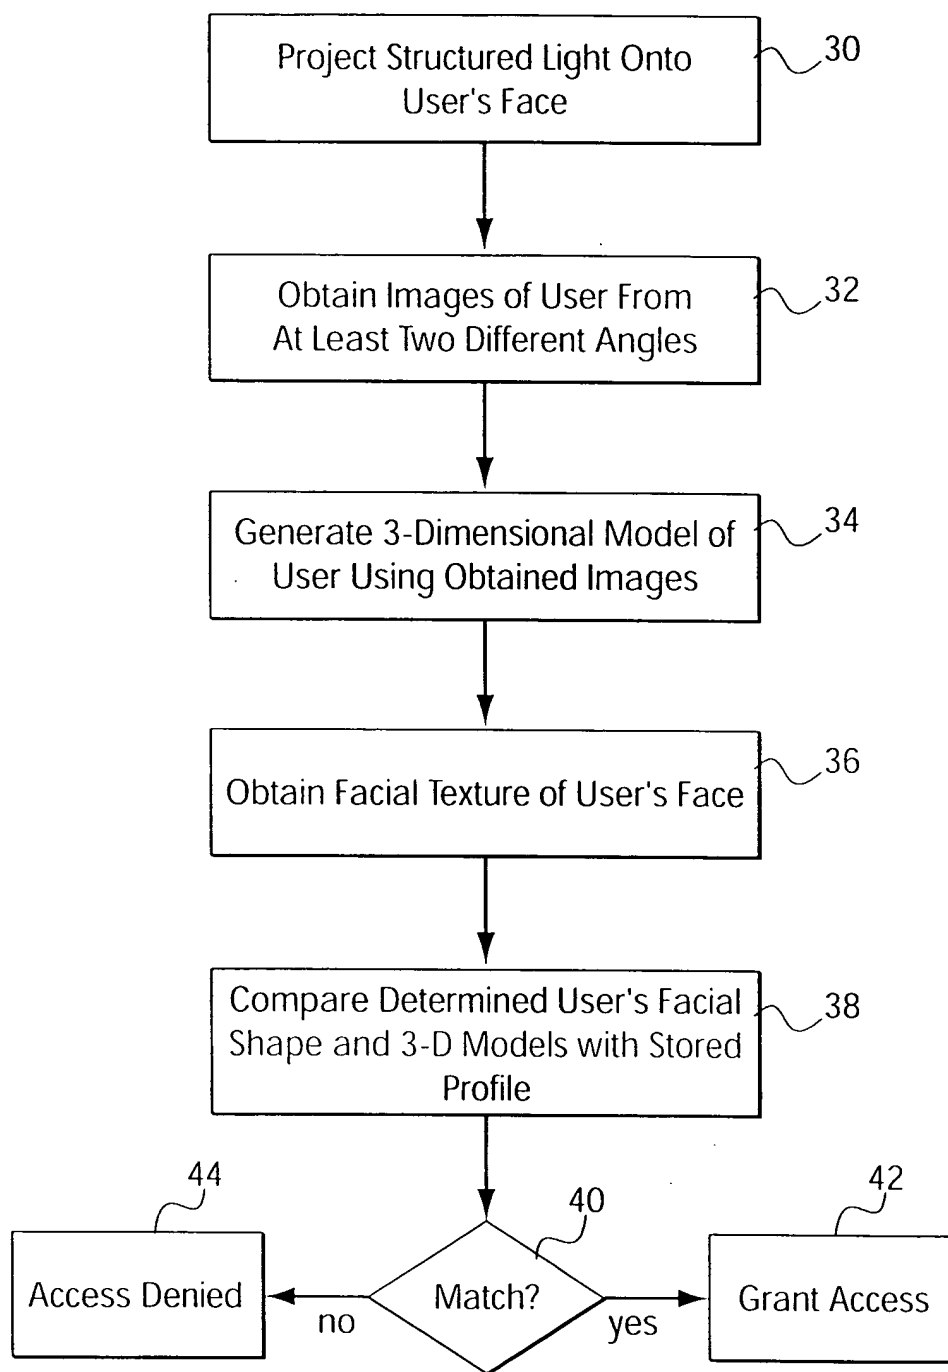 Project Structured Light Onto
User's Face
30
Obtain Images of User From
At Least Two Different Angles
32
Generate 3-Dimensional Model of
User Using Obtained Images
34
Obtain Facial Texture of User's Face
36
Compare Determined User's Facial
Shape and 3-D Models with Stored
Profile
38
44
Access Denied
no
40
Match?
yes
42
Grant Access